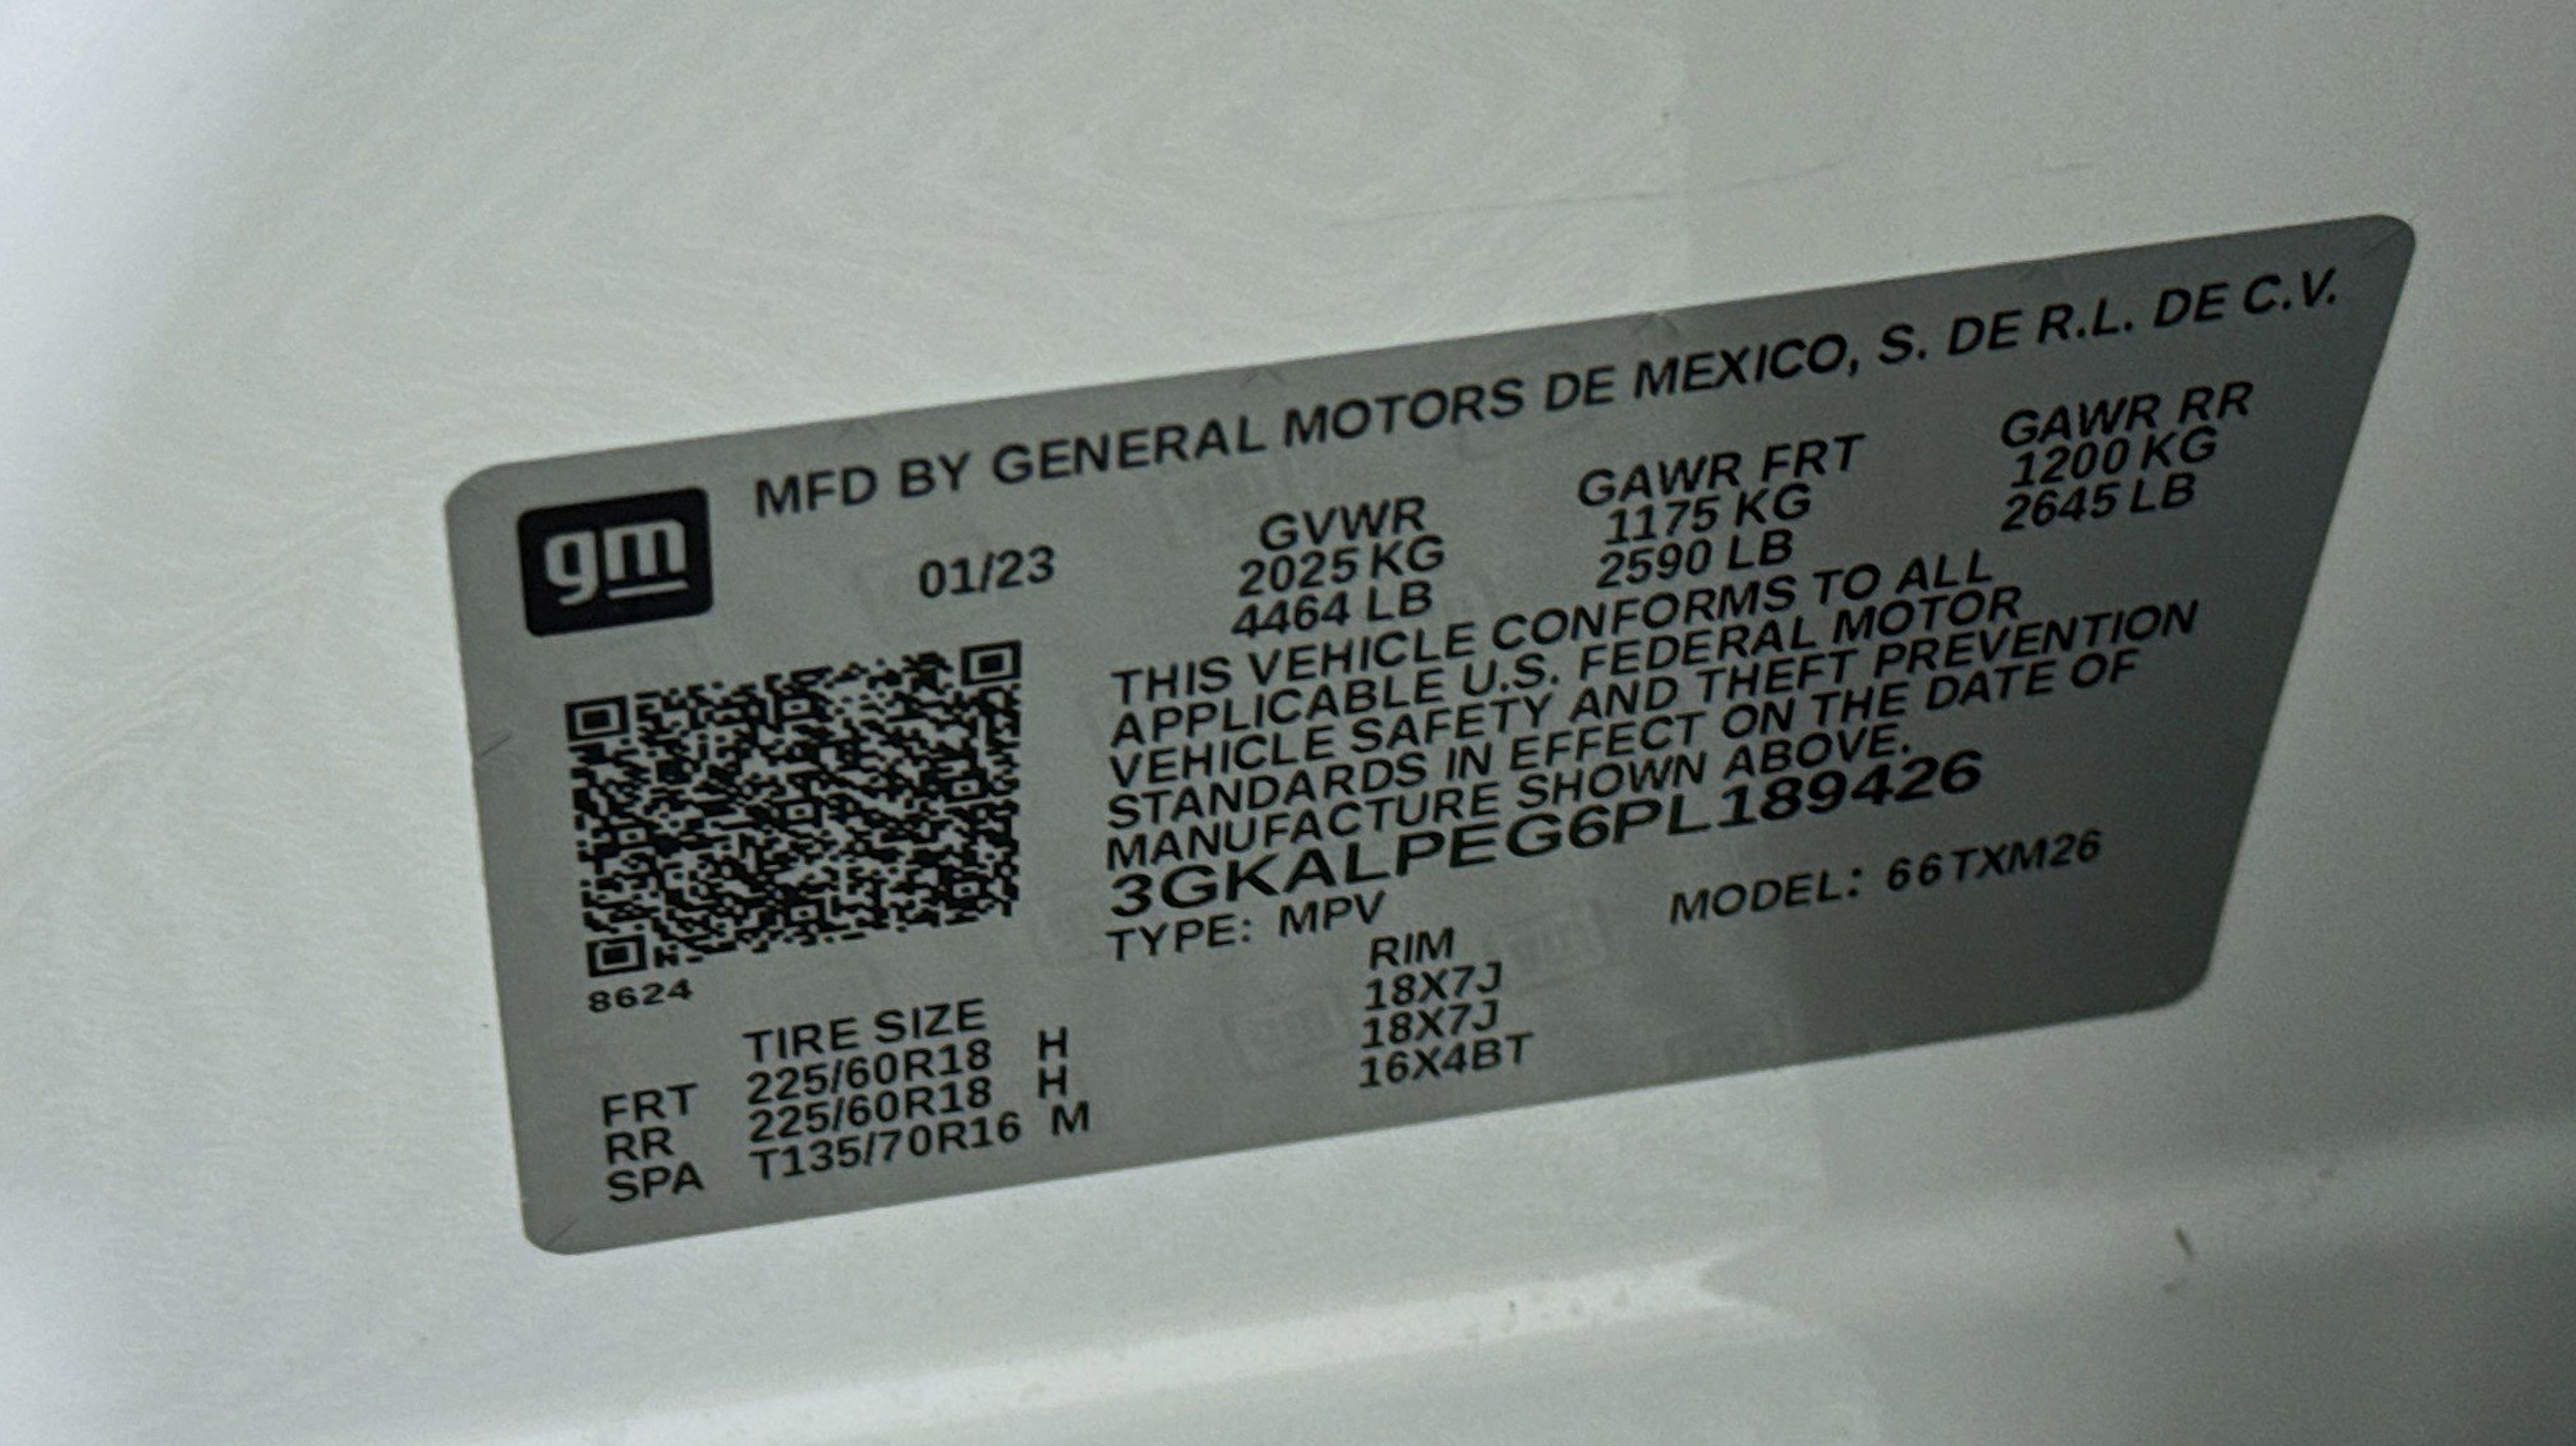 gm
MFD BY GENERAL MOTORS DE MEXICO, S. DE R.L. DE C.V.
01/23
GVWR
2025 KG
4464 LB
GAWR FRT
1175 KG
2590 LB
GAWR RR
1200 KG
2645 LB
THIS VEHICLE CONFORMS TO ALL
APPLICABLE U.S. FEDERAL MOTOR
VEHICLE SAFETY AND THEFT PREVENTION
STANDARDS IN EFFECT ON THE DATE OF
MANUFACTURE SHOWN ABOVE.
3GKALPEG6PL189426
TYPE: MPV
MODEL: 66TXM26
8624
TIRE SIZE RIM
FRT 225/60R18 H 18X7J
RR 225/60R18 H 18X7J
SPA T135/70R16 M 16X4BT